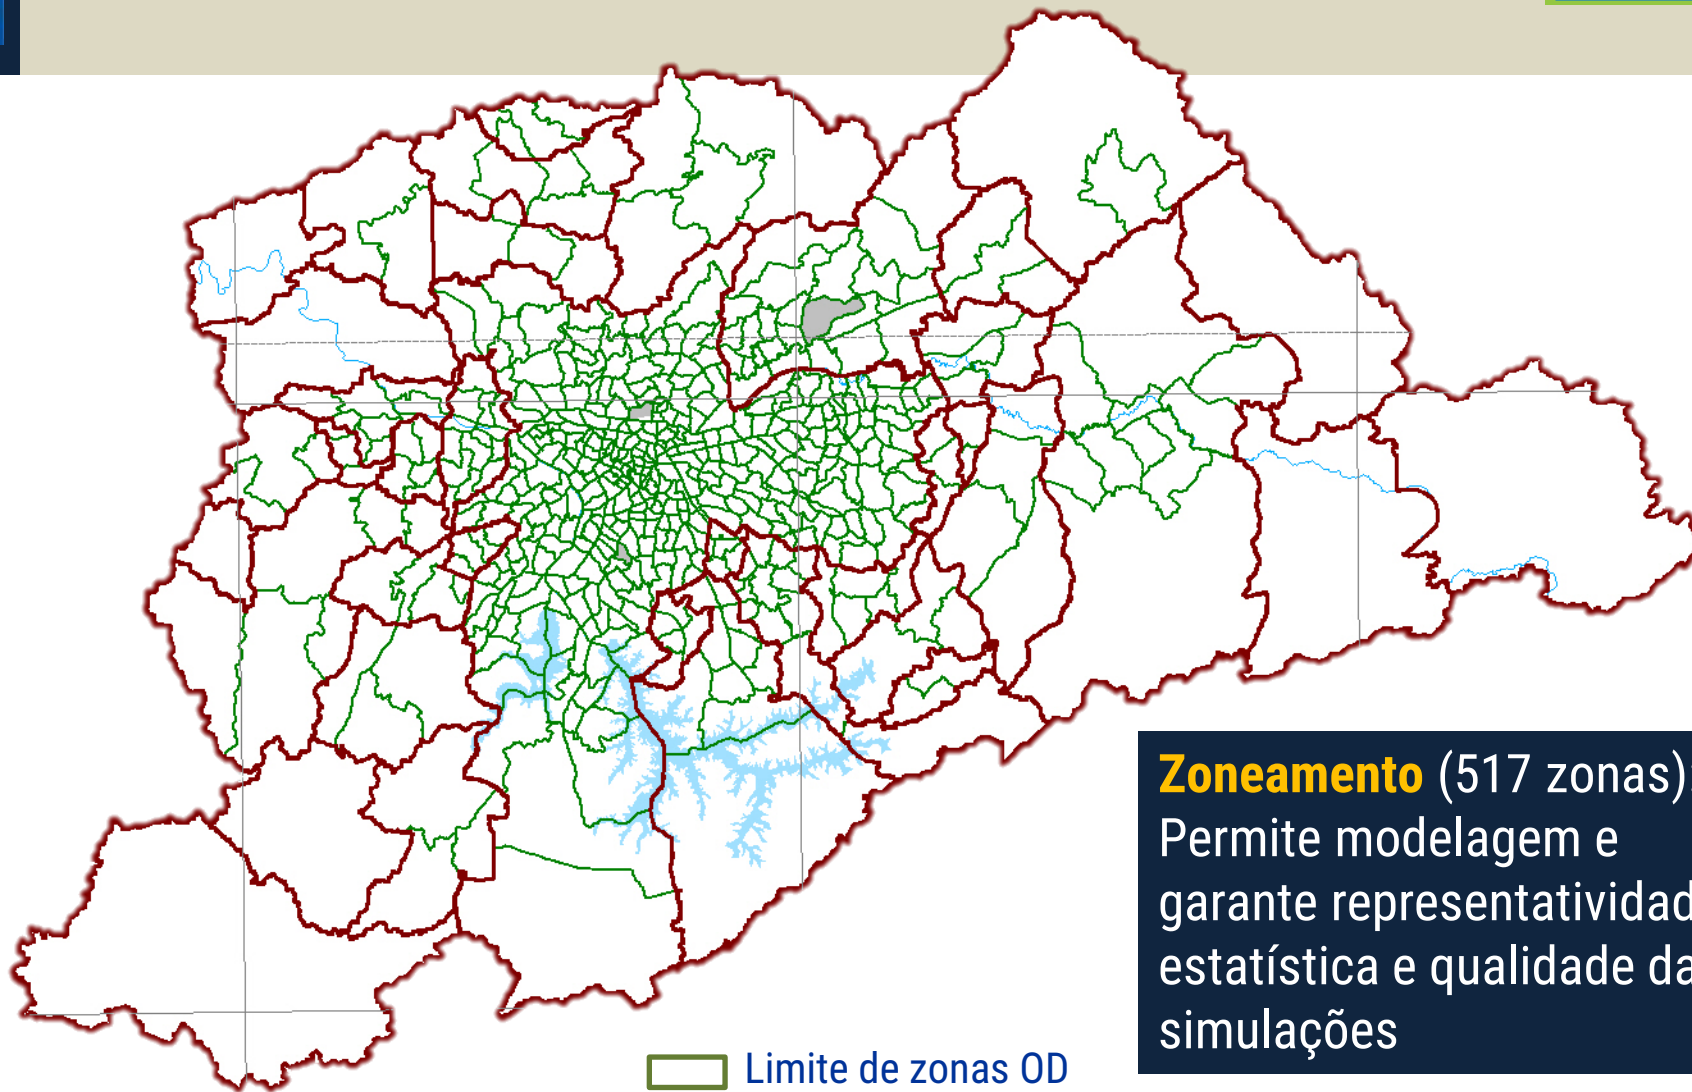 Zoneamento (517 zonas):
Permite modelagem e
garante representatividad
estatística e qualidade da
simulações
Limite de zonas OD